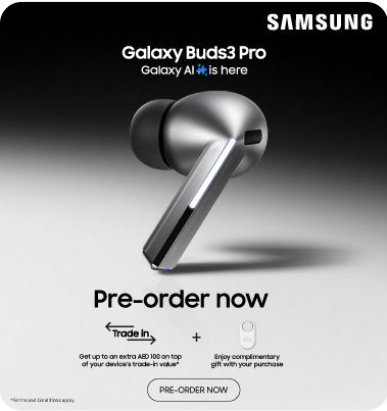 SAMSUNG
Galaxy Buds3 Pro
Galaxy AI is here
Pre-order now
Trade in
+
Get up to an extra AED 100 on top
of your device's trade-in value*
Enjoy complimentary
gift with your purchase
PRE-ORDER NOW
*Terms and Conditions apply.